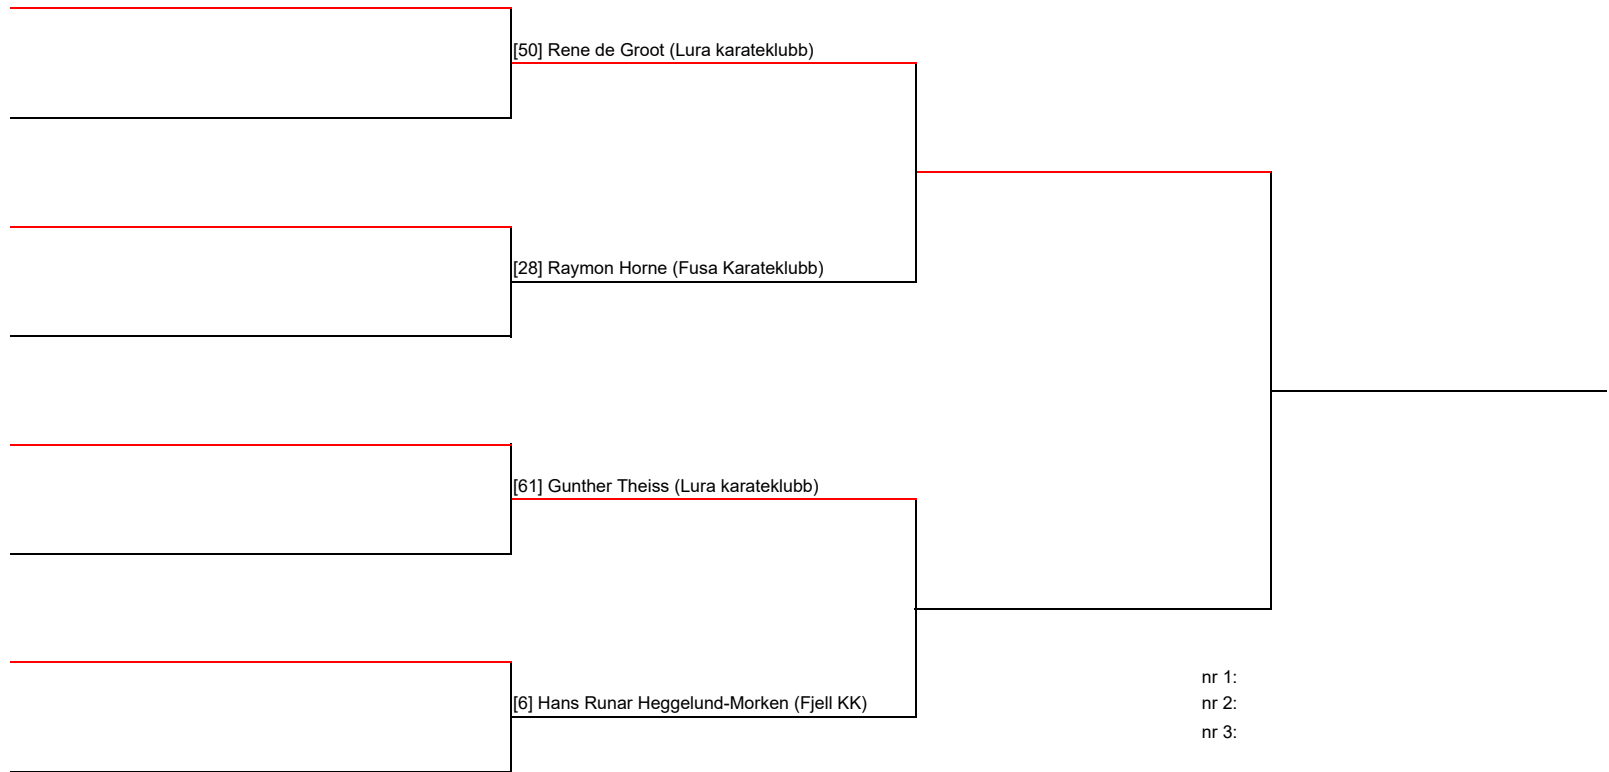 [50] Rene de Groot (Lura karateklubb)
[28] Raymon Horne (Fusa Karateklubb)
[61] Gunther Theiss (Lura karateklubb)
[6] Hans Runar Heggelund-Morken (Fjell KK)
nr 1:
nr 2:
nr 3: